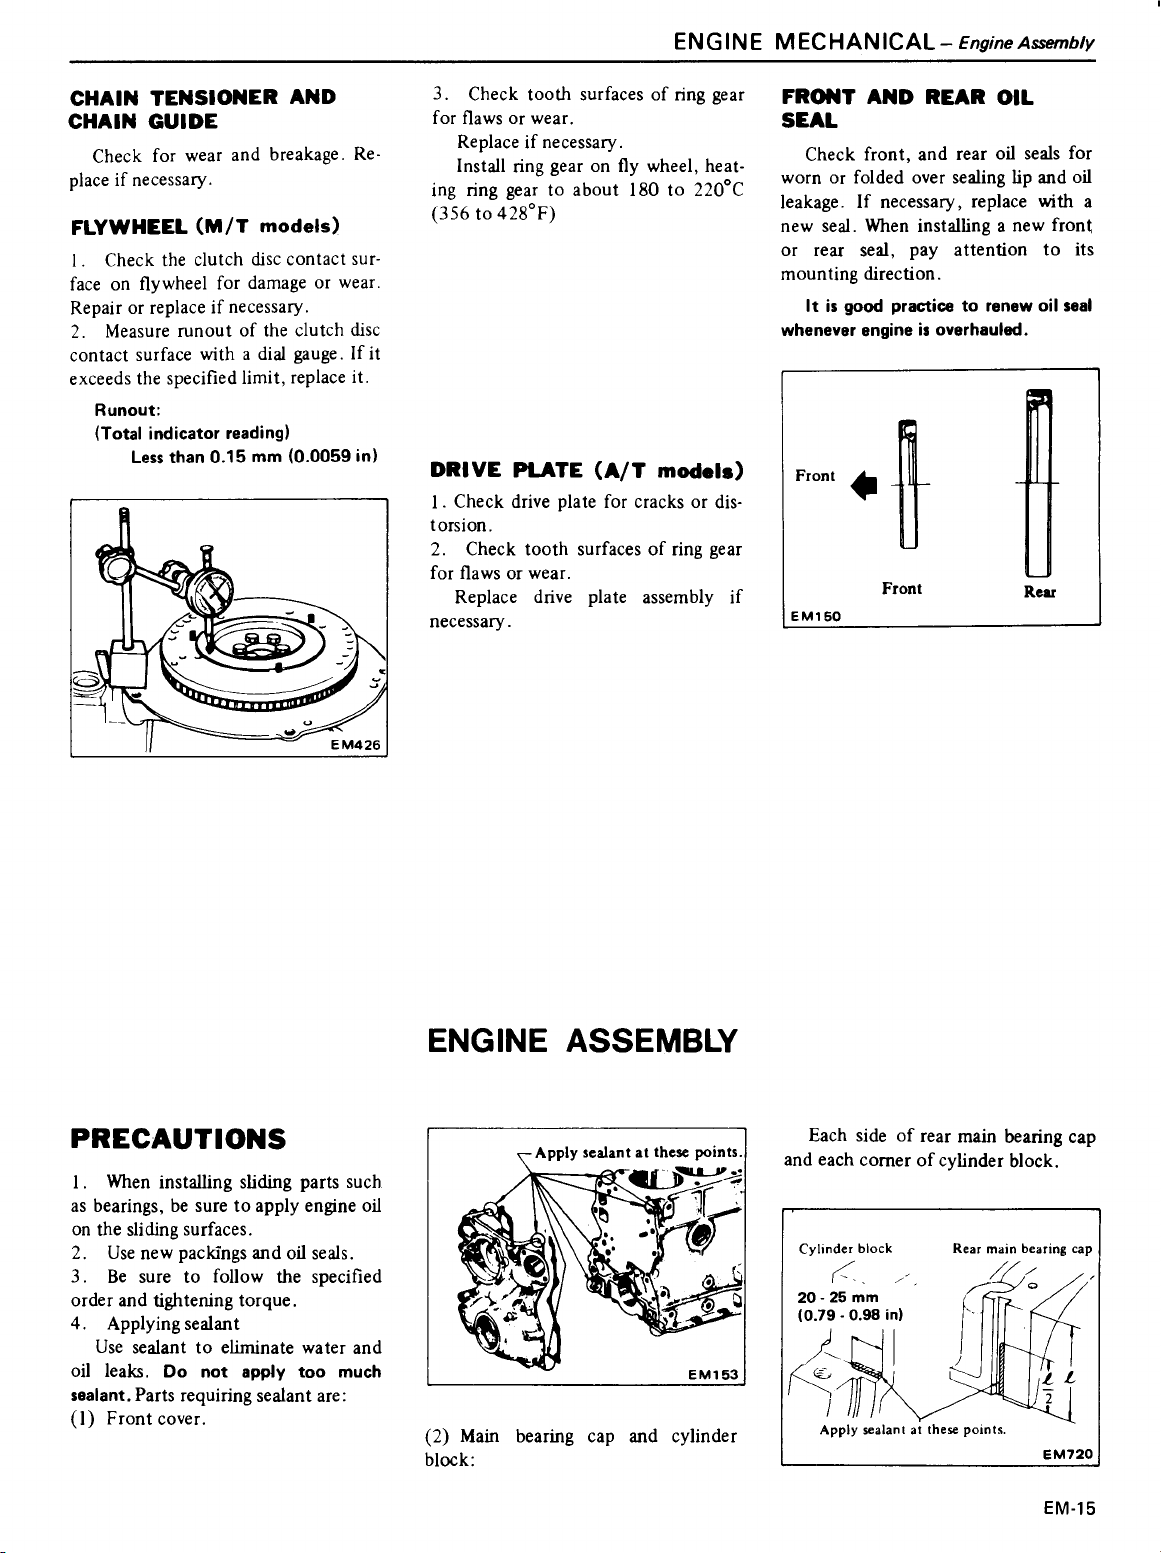 ENGINE MECHANICAL – Engine Assembly
CHAIN TENSIONER AND
CHAIN GUIDE
Check for wear and breakage. Re-
place if necessary.
FLYWHEEL (M/T models)
1. Check the clutch disc contact sur-
face on flywheel for damage or wear.
Repair or replace if necessary.
2. Measure runout of the clutch disc
contact surface with a dial gauge. If it
exceeds the specified limit, replace it.
Runout:
(Total indicator reading)
Less than 0.15 mm (0.0059 in)
EM426
3. Check tooth surfaces of ring gear
for flaws or wear.
Replace if necessary.
Install ring gear on fly wheel, heat-
ing ring gear to about 180 to 220°C
(356 to 428°F)
DRIVE PLATE (A/T models)
1. Check drive plate for cracks or dis-
torsion.
2. Check tooth surfaces of ring gear
for flaws or wear.
Replace drive plate assembly if
necessary.
FRONT AND REAR OIL
SEAL
Check front, and rear oil seals for
worn or folded over sealing lip and oil
leakage. If necessary, replace with a
new seal. When installing a new front
or rear seal, pay attention to its
mounting direction.
It is good practice to renew oil seal
whenever engine is overhauled.
Front
Front
Rear
EM150
ENGINE ASSEMBLY
PRECAUTIONS
1. When installing sliding parts such
as bearings, be sure to apply engine oil
on the sliding surfaces.
2. Use new packings and oil seals.
3. Be sure to follow the specified
order and tightening torque.
4. Applying sealant
Use sealant to eliminate water and
oil leaks. Do not apply too much
sealant. Parts requiring sealant are:
(1) Front cover.
Apply sealant at these points.
EM153
(2) Main bearing cap and cylinder
block:
Each side of rear main bearing cap
and each corner of cylinder block.
Cylinder block
Rear main bearing cap
20 - 25 mm
(0.79 - 0.98 in)
ℓ
2
ℓ
Apply sealant at these points.
EM720
EM-15